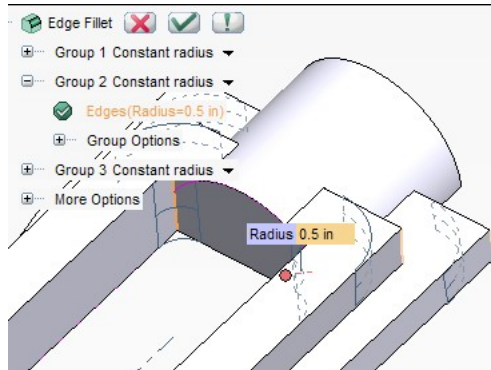 Edge Fillet
Group 1 Constant radius
Group 2 Constant radius
Edges(Radius=0.5 in)
Group Options
Group 3 Constant radius
More Options
Radius 0.5 in